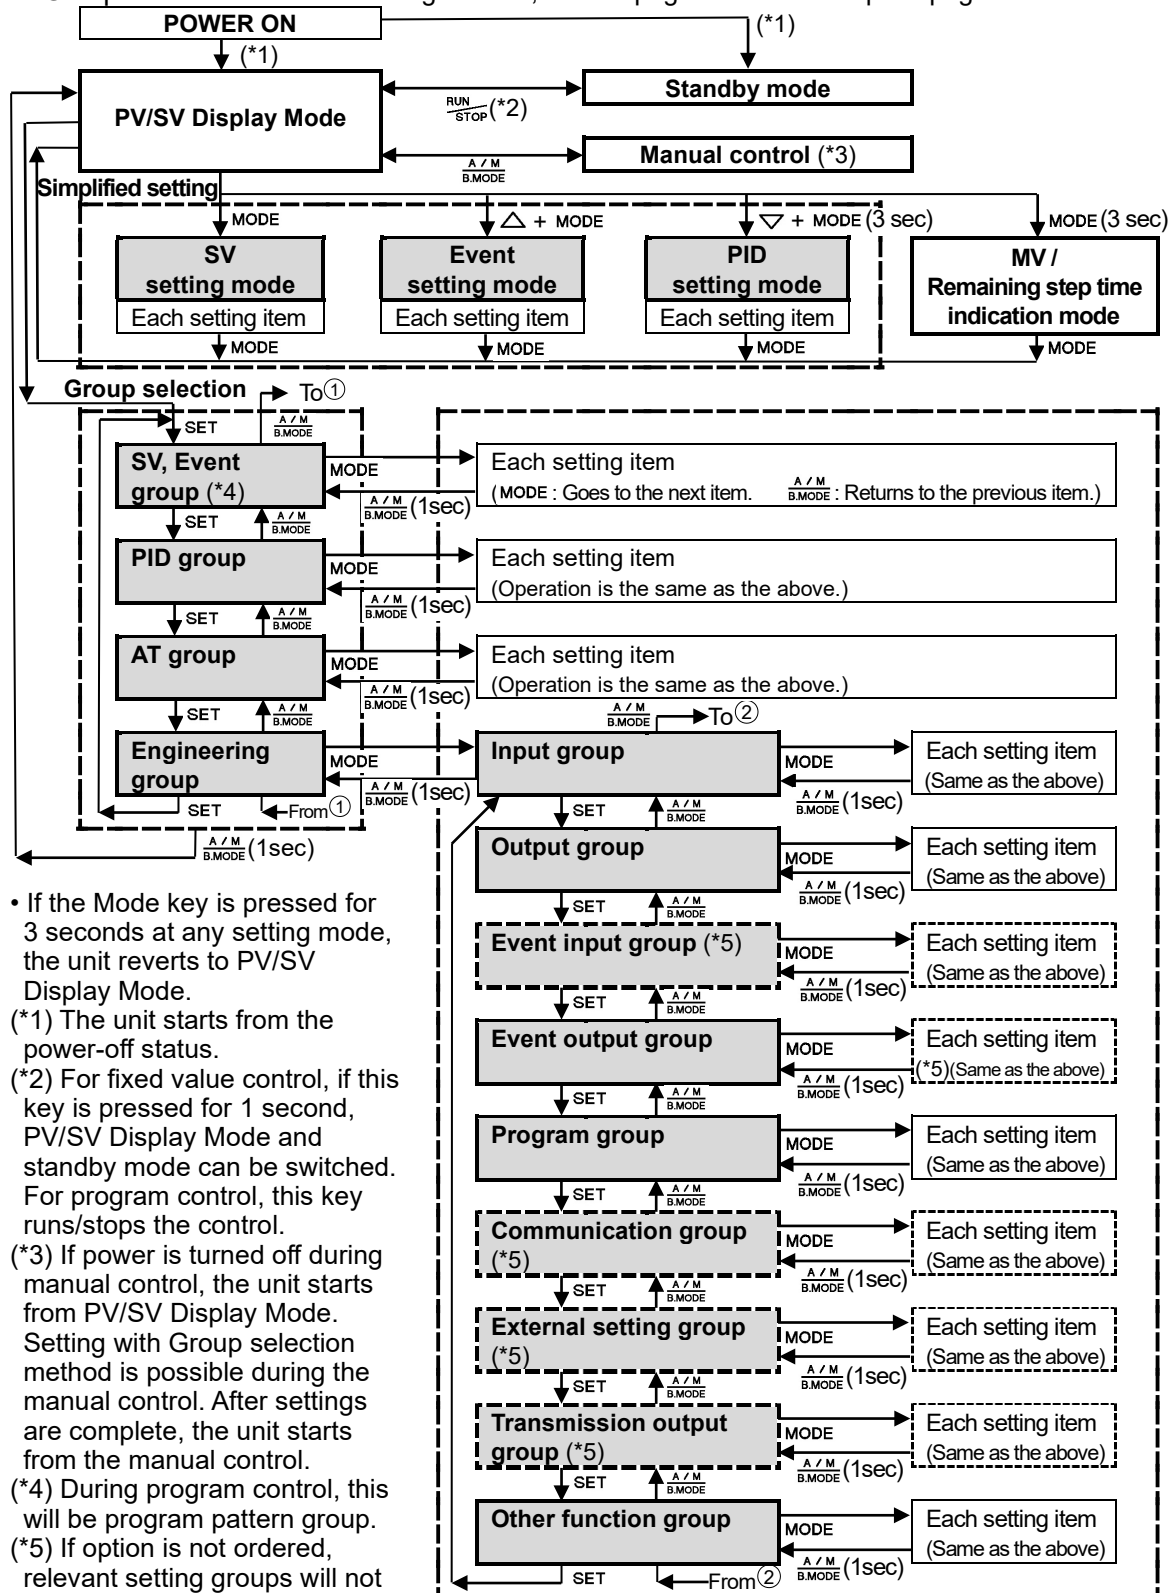 POWER ON
(*1)
(*1)
PV/SV Display Mode
Standby mode
RUN
STOP (*2)
Manual control (*3)
A / M
B.MODE
Simplified setting
MODE
△ + MODE
▽ + MODE (3 sec)
MODE (3 sec)
SV
setting mode
Each setting item
Event
setting mode
Each setting item
PID
setting mode
Each setting item
MV /
Remaining step time
indication mode
MODE
MODE
MODE
MODE
Group selection
To①
SET
A / M
B.MODE
SV, Event
group (*4)
MODE
A / M
B.MODE (1sec)
Each setting item
(MODE : Goes to the next item. A / M
B.MODE : Returns to the previous item.)
SET
A / M
B.MODE
PID group
MODE
A / M
B.MODE (1sec)
Each setting item
(Operation is the same as the above.)
SET
A / M
B.MODE
AT group
MODE
A / M
B.MODE (1sec)
Each setting item
(Operation is the same as the above.)
SET
A / M
B.MODE
A / M
B.MODE
To②
Engineering
group
MODE
A / M
B.MODE (1sec)
SET
From①
A / M
B.MODE (1sec)
Input group
MODE
A / M
B.MODE (1sec)
Each setting item
(Same as the above)
SET
A / M
B.MODE
Output group
MODE
A / M
B.MODE (1sec)
Each setting item
(Same as the above)
SET
A / M
B.MODE
Event input group (*5)
MODE
A / M
B.MODE (1sec)
Each setting item
(Same as the above)
SET
A / M
B.MODE
Event output group
MODE
A / M
B.MODE (1sec)
Each setting item
(*5)(Same as the above)
SET
A / M
B.MODE
Program group
MODE
A / M
B.MODE (1sec)
Each setting item
(Same as the above)
SET
A / M
B.MODE
Communication group
(*5)
MODE
A / M
B.MODE (1sec)
Each setting item
(Same as the above)
SET
A / M
B.MODE
External setting group
(*5)
MODE
A / M
B.MODE (1sec)
Each setting item
(Same as the above)
SET
A / M
B.MODE
Transmission output
group (*5)
MODE
A / M
B.MODE (1sec)
Each setting item
(Same as the above)
SET
A / M
B.MODE
Other function group
MODE
A / M
B.MODE (1sec)
Each setting item
(Same as the above)
SET
From②
• If the Mode key is pressed for
3 seconds at any setting mode,
the unit reverts to PV/SV
Display Mode.
(*1) The unit starts from the
power-off status.
(*2) For fixed value control, if this
key is pressed for 1 second,
PV/SV Display Mode and
standby mode can be switched.
For program control, this key
runs/stops the control.
(*3) If power is turned off during
manual control, the unit starts
from PV/SV Display Mode.
Setting with Group selection
method is possible during the
manual control. After settings
are complete, the unit starts
from the manual control.
(*4) During program control, this
will be program pattern group.
(*5) If option is not ordered,
relevant setting groups will not